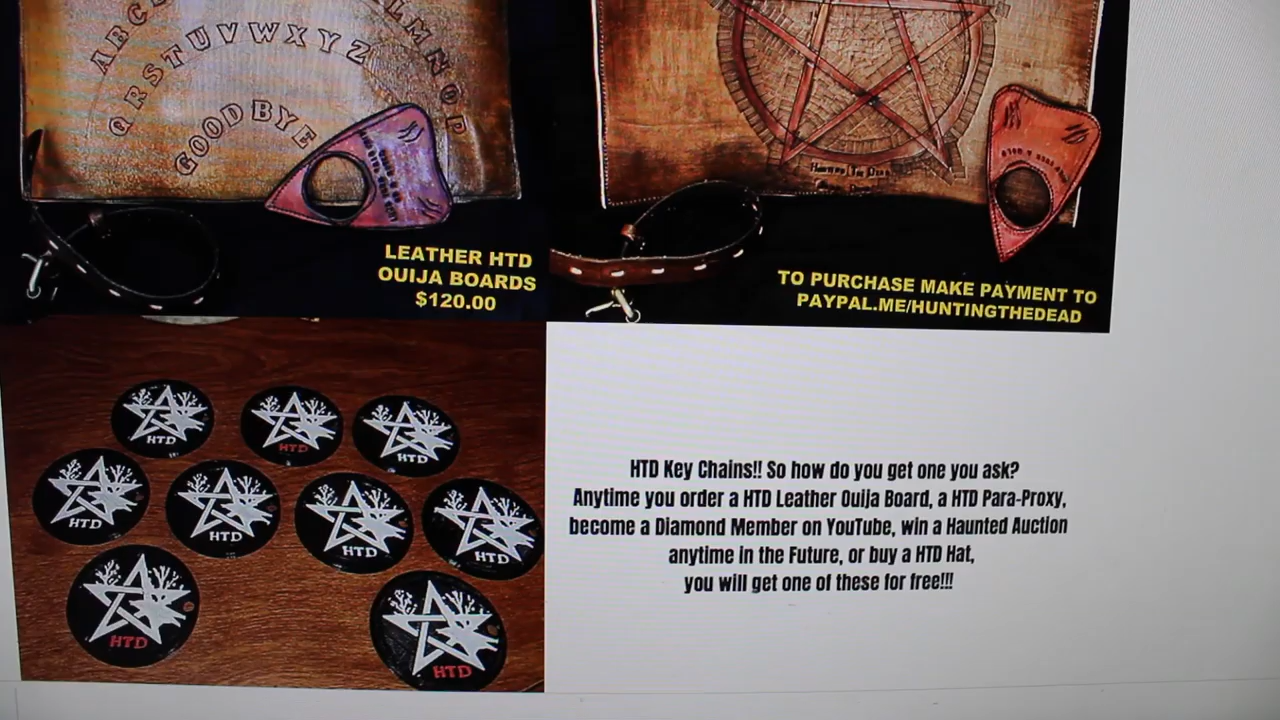 ABC
LMNOP
QRSTUVWXYZ
GOODBYE
LEATHER HTD
OUIJA BOARDS
$120.00
TO PURCHASE MAKE PAYMENT TO
PAYPAL.ME/HUNTINGTHEDEAD
HTD
HTD
HTD
HTD
HTD
HTD
HTD
HTD
HTD
HTD Key Chains!! So how do you get one you ask?
Anytime you order a HTD Leather Ouija Board, a HTD Para-Proxy,
become a Diamond Member on YouTube, win a Haunted Auction
anytime in the Future, or buy a HTD Hat,
you will get one of these for free!!!